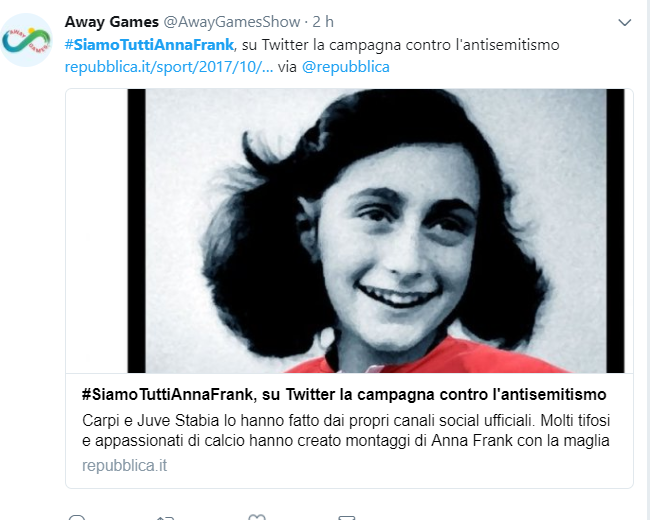 Away Games @AwayGamesShow · 2 h
#SiamoTuttiAnnaFrank, su Twitter la campagna contro l'antisemitismo
repubblica.it/sport/2017/10/... via @repubblica
#SiamoTuttiAnnaFrank, su Twitter la campagna contro l'antisemitismo
Carpi e Juve Stabia lo hanno fatto dai propri canali social ufficiali. Molti tifosi
e appassionati di calcio hanno creato montaggi di Anna Frank con la maglia
repubblica.it